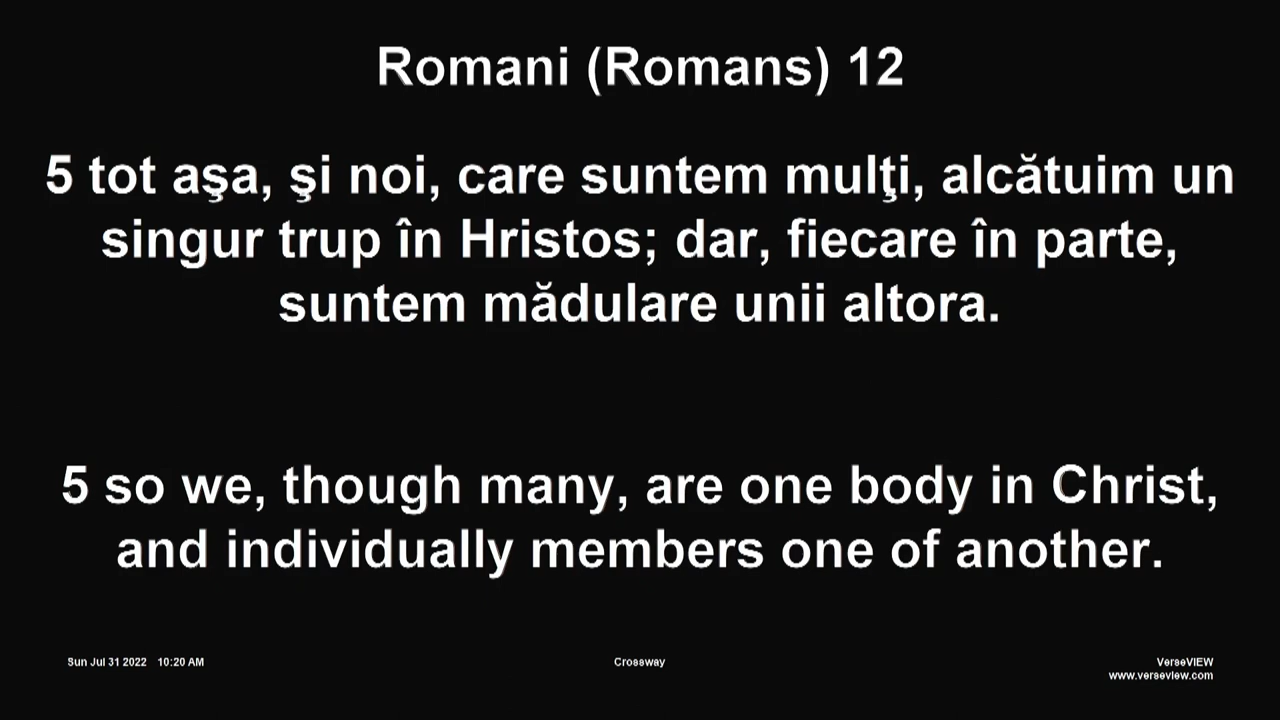 Romani (Romans) 12
5 tot aşa, şi noi, care suntem mulţi, alcătuim un
singur trup în Hristos; dar, fiecare în parte,
suntem mădulare unii altora.
5 so we, though many, are one body in Christ,
and individually members one of another.
Sun Jul 31 2022 10:20 AM
Crossway
VerseVIEW
www.verseview.com